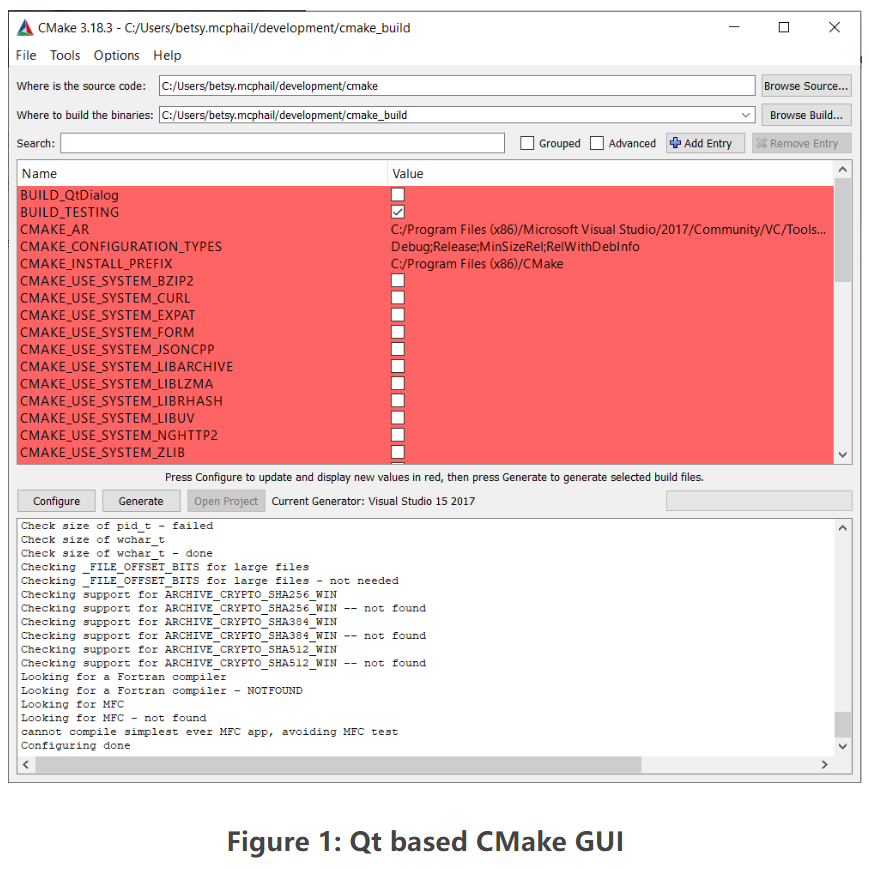 CMake 3.18.3 - C:/Users/betsy.mcphail/development/cmake_build
File Tools Options Help
Where is the source code: C:/Users/betsy.mcphail/development/cmake Browse Source...
Where to build the binaries: C:/Users/betsy.mcphail/development/cmake_build Browse Build...
Search: Grouped Advanced Add Entry Remove Entry
Name Value
BUILD_QtDialog
BUILD_TESTING
CMAKE_AR C:/Program Files (x86)/Microsoft Visual Studio/2017/Community/VC/Tools...
CMAKE_CONFIGURATION_TYPES Debug;Release;MinSizeRel;RelWithDebInfo
CMAKE_INSTALL_PREFIX C:/Program Files (x86)/CMake
CMAKE_USE_SYSTEM_BZIP2
CMAKE_USE_SYSTEM_CURL
CMAKE_USE_SYSTEM_EXPAT
CMAKE_USE_SYSTEM_FORM
CMAKE_USE_SYSTEM_JSONCPP
CMAKE_USE_SYSTEM_LIBARCHIVE
CMAKE_USE_SYSTEM_LIBLZMA
CMAKE_USE_SYSTEM_LIBRHASH
CMAKE_USE_SYSTEM_LIBUV
CMAKE_USE_SYSTEM_NGHTTP2
CMAKE_USE_SYSTEM_ZLIB
Press Configure to update and display new values in red, then press Generate to generate selected build files.
Configure Generate Open Project Current Generator: Visual Studio 15 2017
Check size of pid_t - failed
Check size of wchar_t
Check size of wchar_t - done
Checking _FILE_OFFSET_BITS for large files
Checking _FILE_OFFSET_BITS for large files - not needed
Checking support for ARCHIVE_CRYPTO_SHA256_WIN
Checking support for ARCHIVE_CRYPTO_SHA256_WIN -- not found
Checking support for ARCHIVE_CRYPTO_SHA384_WIN
Checking support for ARCHIVE_CRYPTO_SHA384_WIN -- not found
Checking support for ARCHIVE_CRYPTO_SHA512_WIN
Checking support for ARCHIVE_CRYPTO_SHA512_WIN -- not found
Looking for a Fortran compiler
Looking for a Fortran compiler - NOTFOUND
Looking for MFC
Looking for MFC - not found
cannot compile simplest ever MFC app, avoiding MFC test
Configuring done
Figure 1: Qt based CMake GUI